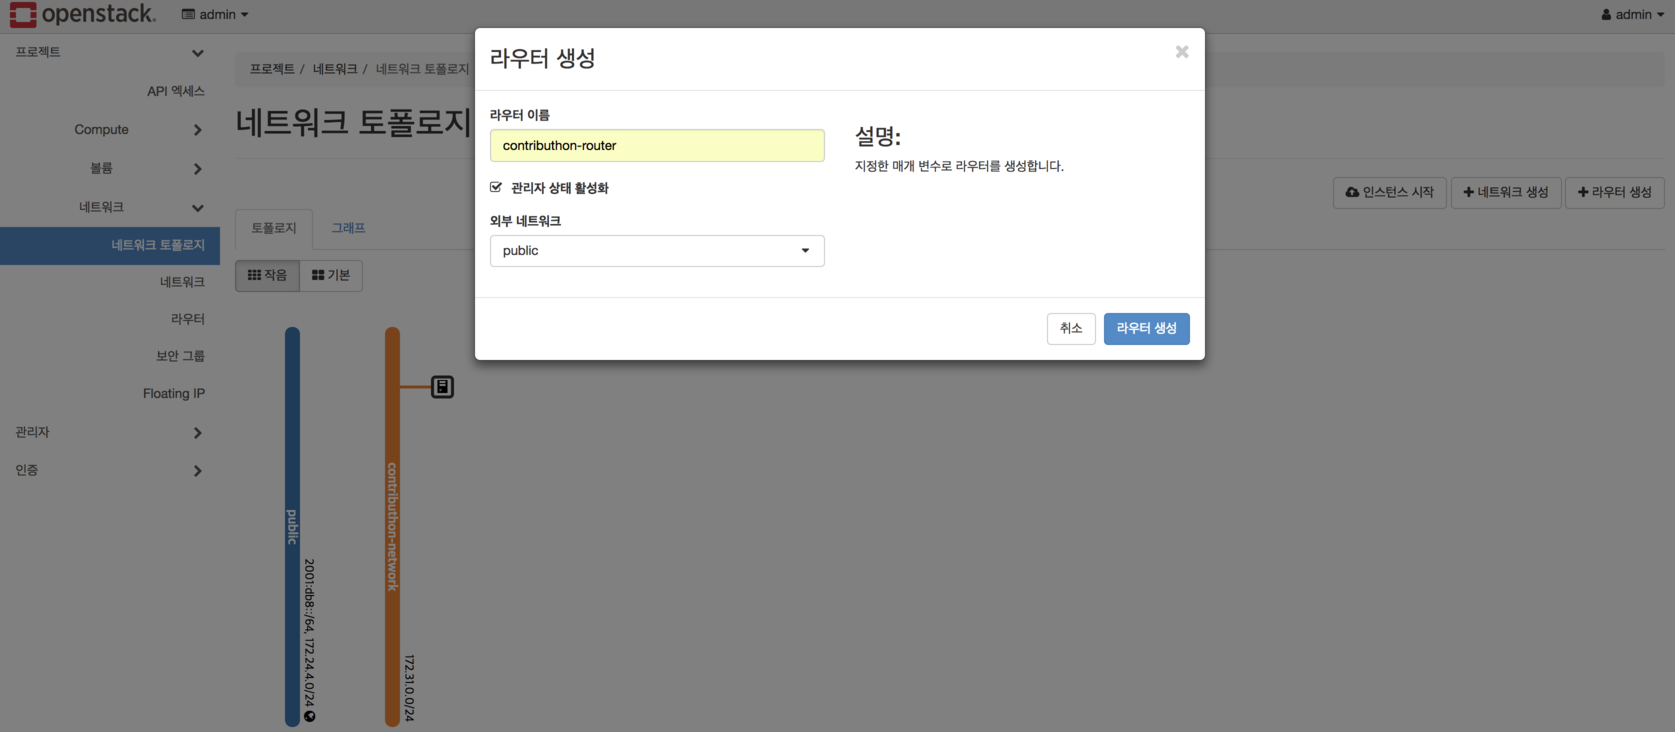 openstack.
admin
admin
프로젝트
API 엑세스
Compute
볼륨
네트워크
네트워크 토폴로지
네트워크
라우터
보안 그룹
Floating IP
관리자
인증
프로젝트 / 네트워크 / 네트워크 토폴로지
네트워크 토폴로지
인스턴스 시작
네트워크 생성
라우터 생성
토폴로지
그래프
작음
기본
public
2001:db8::/64, 172.24.4.0/24
contributhon-network
172.31.0.0/24
라우터 생성
라우터 이름
contributhon-router
관리자 상태 활성화
외부 네트워크
public
설명:
지정한 매개 변수로 라우터를 생성합니다.
취소
라우터 생성